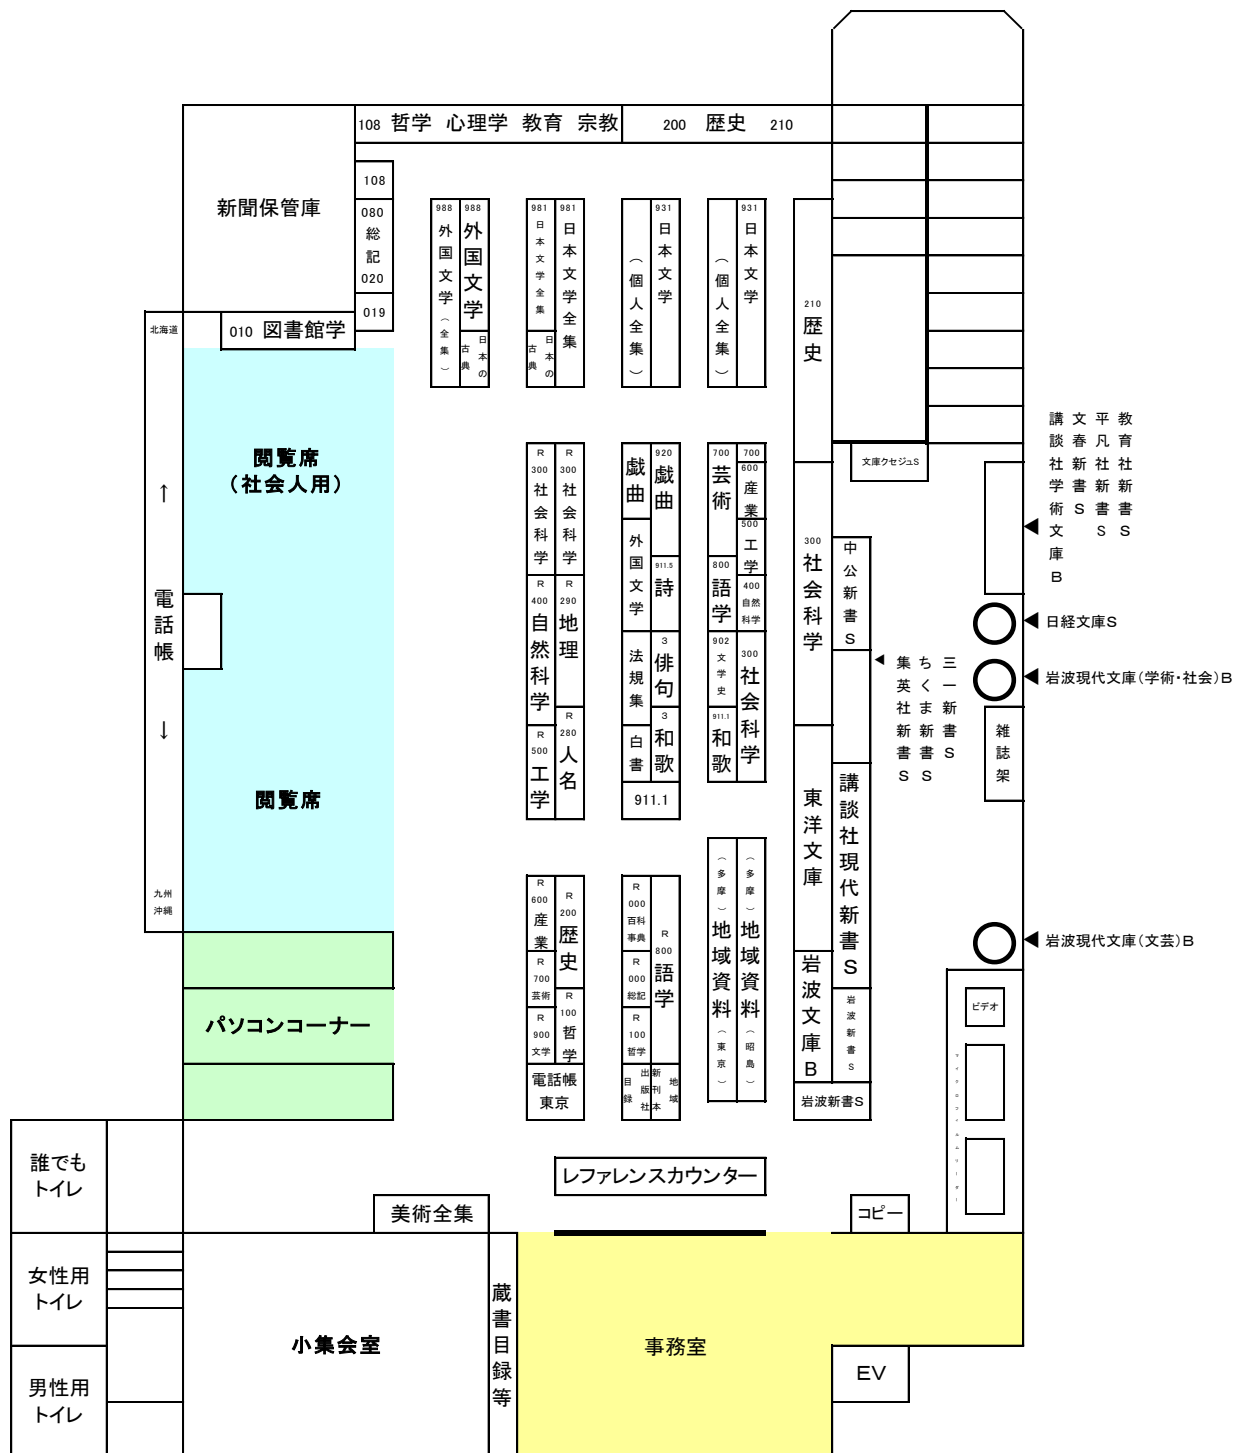 108 哲学 心理学 教育 宗教
200 歴史 210
新聞保管庫
108
080
総記
020
019
010 図書館学
北海道
988
外国文学(全集)
988
外国文学
日本の
古典
981
日本文学全集
日本の
古典
981
日本文学全集
(個人全集)
931
日本文学
(個人全集)
931
日本文学
210
歴史
文庫クセジュS
教育社新書S
平凡社新書S
文春新書S
講談社学術文庫B
閲覧席
(社会人用)
↑
電話帳
↓
閲覧席
九州
沖縄
R
300
社会科学
R
300
社会科学
R
400
自然科学
R
290
地理
R
500
工学
R
280
人名
戯曲
920
戯曲
外国文学
911.5
詩
法規集
3
俳句
白書
3
和歌
911.1
700
芸術
700
600
産業
500
工学
800
語学
400
自然
科学
902
文学史
300
社会科学
911.1
和歌
300
社会科学
中公新書S
三一新書S
ちくま新書S
集英社新書S
日経文庫S
岩波現代文庫(学術・社会)B
雑誌架
東洋文庫
講談社現代新書S
岩波現代文庫(文芸)B
R
600
産業
R
200
歴史
R
700
芸術
R
100
哲学
R
900
文学
電話帳
東京
R
000
百科
事典
R
800
語学
R
000
総記
R
100
哲学
出版社
目録
新刊本
地域
(多摩)地域資料(東京)
(多摩)地域資料(昭島)
岩波文庫B
岩波新書S
岩波新書S
ビデオ
パソコンコーナー
誰でも
トイレ
レファレンスカウンター
美術全集
コピー
女性用
トイレ
小集会室
蔵書目録等
事務室
EV
男性用
トイレ